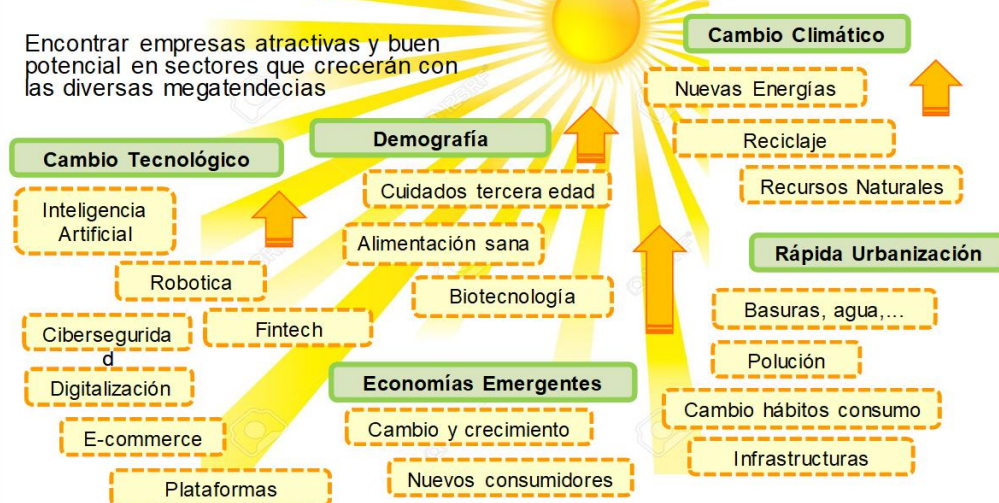 Encontrar empresas atractivas y buen
potencial en sectores que crecerán con
las diversas megatendecias
Cambio Tecnológico
Inteligencia
Artificial
Robotica
Fintech
Cibersegurida
d
Digitalización
E-commerce
Plataformas
Demografía
Cuidados tercera edad
Alimentación sana
Biotecnología
Economías Emergentes
Cambio y crecimiento
Nuevos consumidores
Cambio Climático
Nuevas Energías
Reciclaje
Recursos Naturales
Rápida Urbanización
Basuras, agua,...
Polución
Cambio hábitos consumo
Infrastructuras